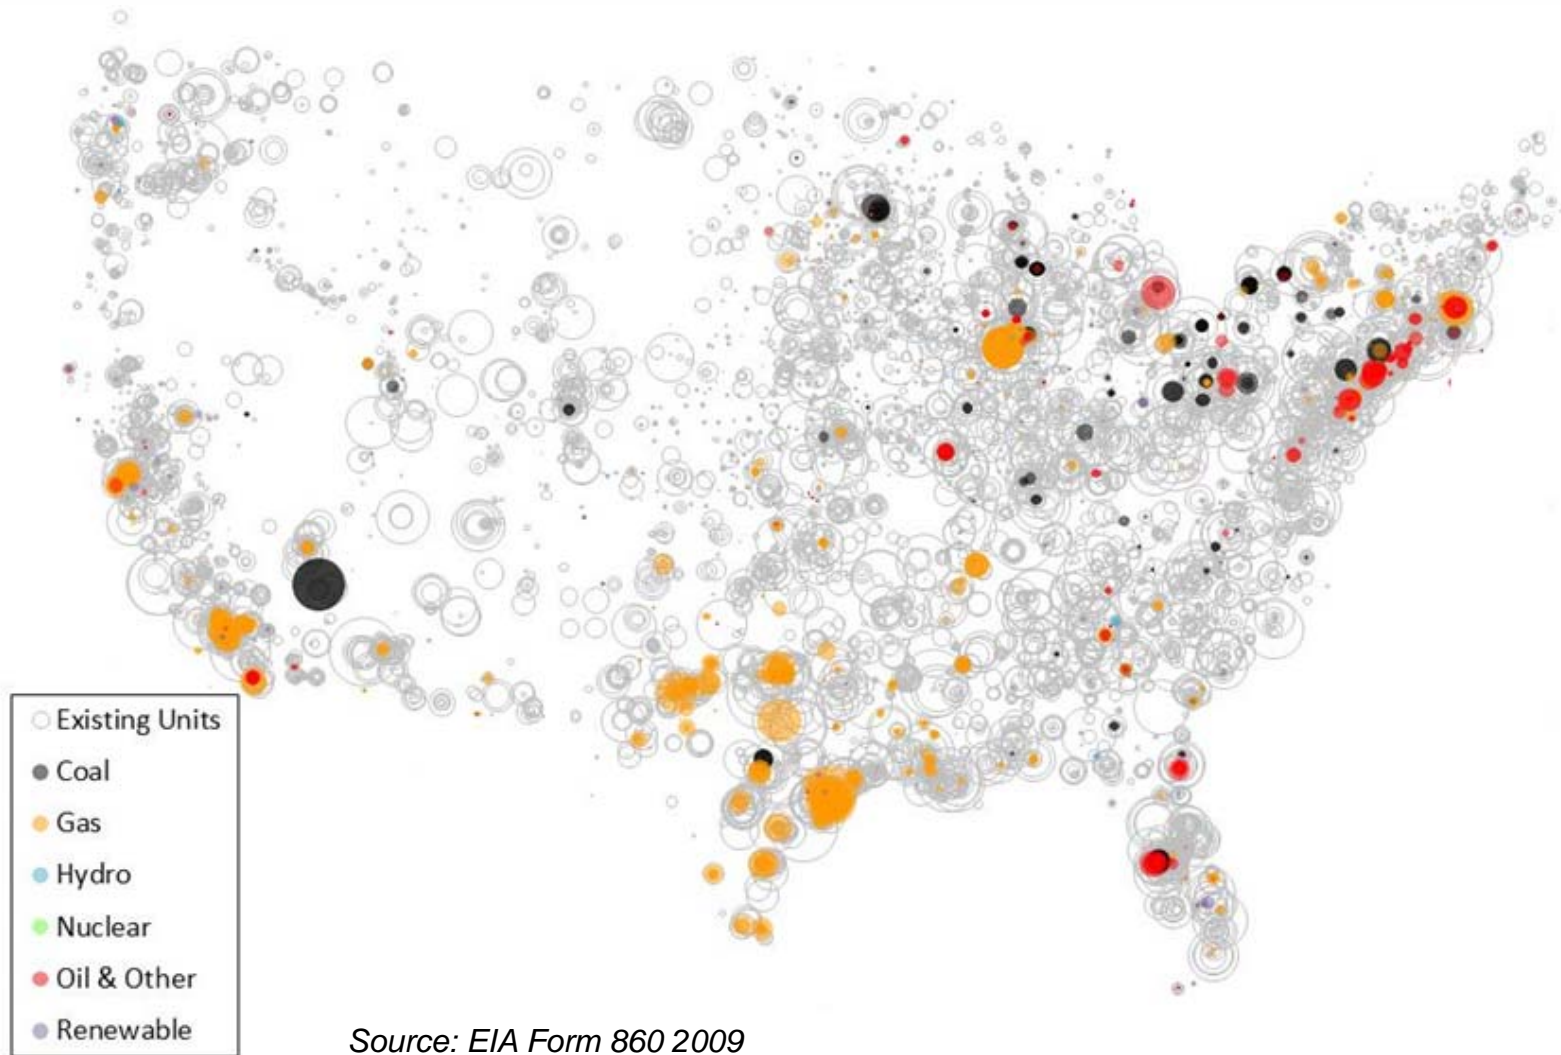 Existing Units
Coal
Gas
Hydro
Nuclear
Oil & Other
Renewable
Source: EIA Form 860 2009